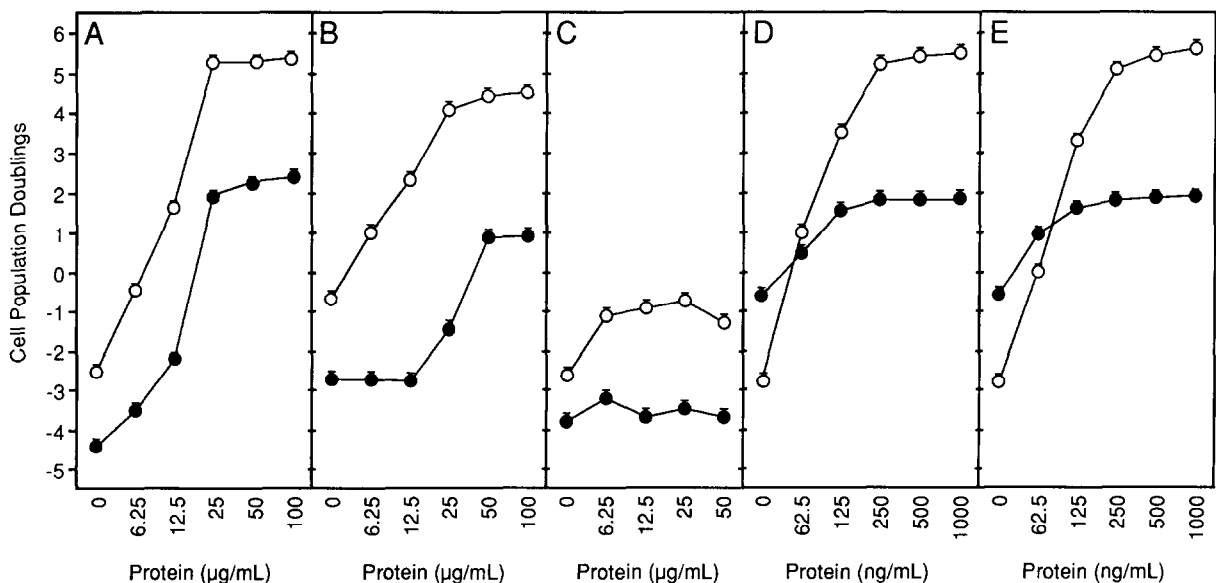 A B C D E
Cell Population Doublings
6
5
4
3
2
1
0
-1
-2
-3
-4
-5
0 6.25 12.5 25 50 100
0 6.25 12.5 25 50 100
0 6.25 12.5 25 50
0 62.5 125 250 500 1000
0 62.5 125 250 500 1000
Protein (µg/mL) Protein (µg/mL) Protein (µg/mL) Protein (ng/mL) Protein (ng/mL)